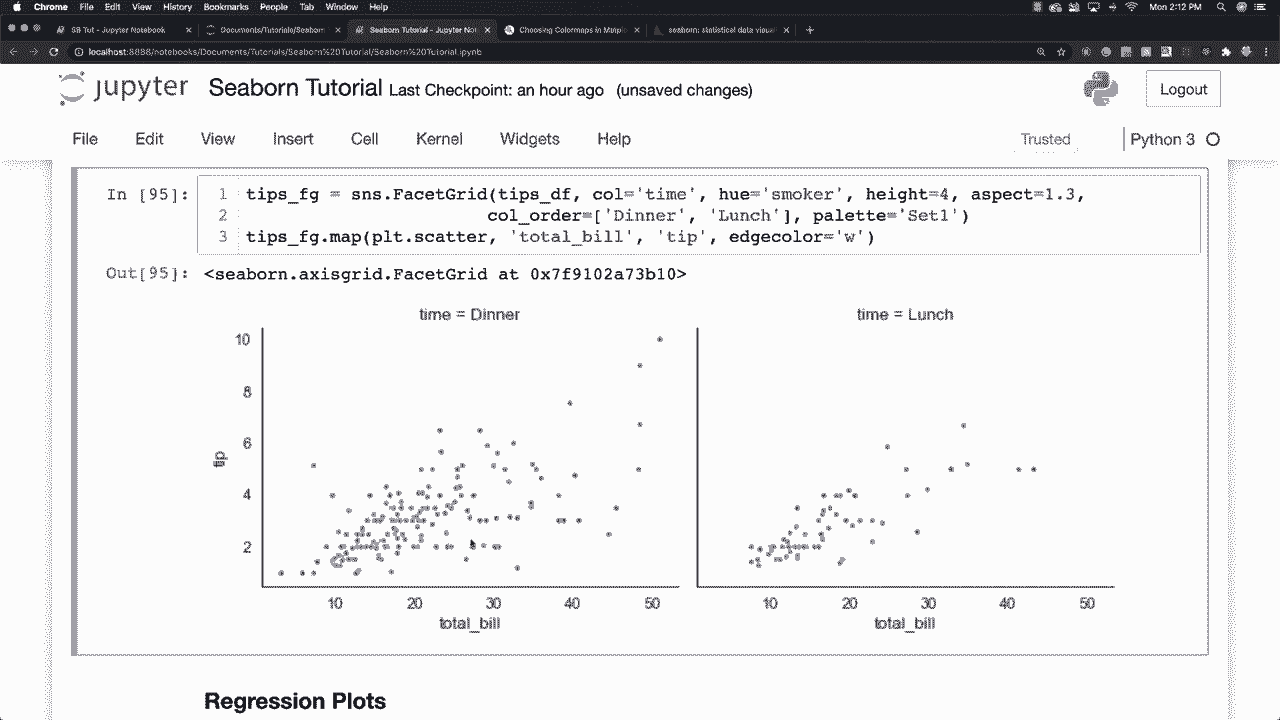 Chrome File Edit View History Bookmarks People Tab Window Help Mon 2:12 PM
SB Tut - Jupyter Notebook Documents/Tutorials/Seaborn Seaborn Tutorial - Jupyter Not Choosing Colormaps in Matplo seaborn: statistical data visual
localhost:8888/notebooks/Documents/Tutorials/Seaborn%20Tutorial/Seaborn%20Tutorial.ipynb
jupyter Seaborn Tutorial Last Checkpoint: an hour ago (unsaved changes) Logout
File Edit View Insert Cell Kernel Widgets Help Trusted Python 3
In [95]: 1 tips_fg = sns.FacetGrid(tips_df, col='time', hue='smoker', height=4, aspect=1.3,
2 col_order=['Dinner', 'Lunch'], palette='Set1')
3 tips_fg.map(plt.scatter, 'total_bill', 'tip', edgecolor='w')
Out[95]: <seaborn.axisgrid.FacetGrid at 0x7f9102a73b10>
time = Dinner time = Lunch
10
8
6
tip
4
2
10 20 30 40 50 10 20 30 40 50
total_bill total_bill
Regression Plots